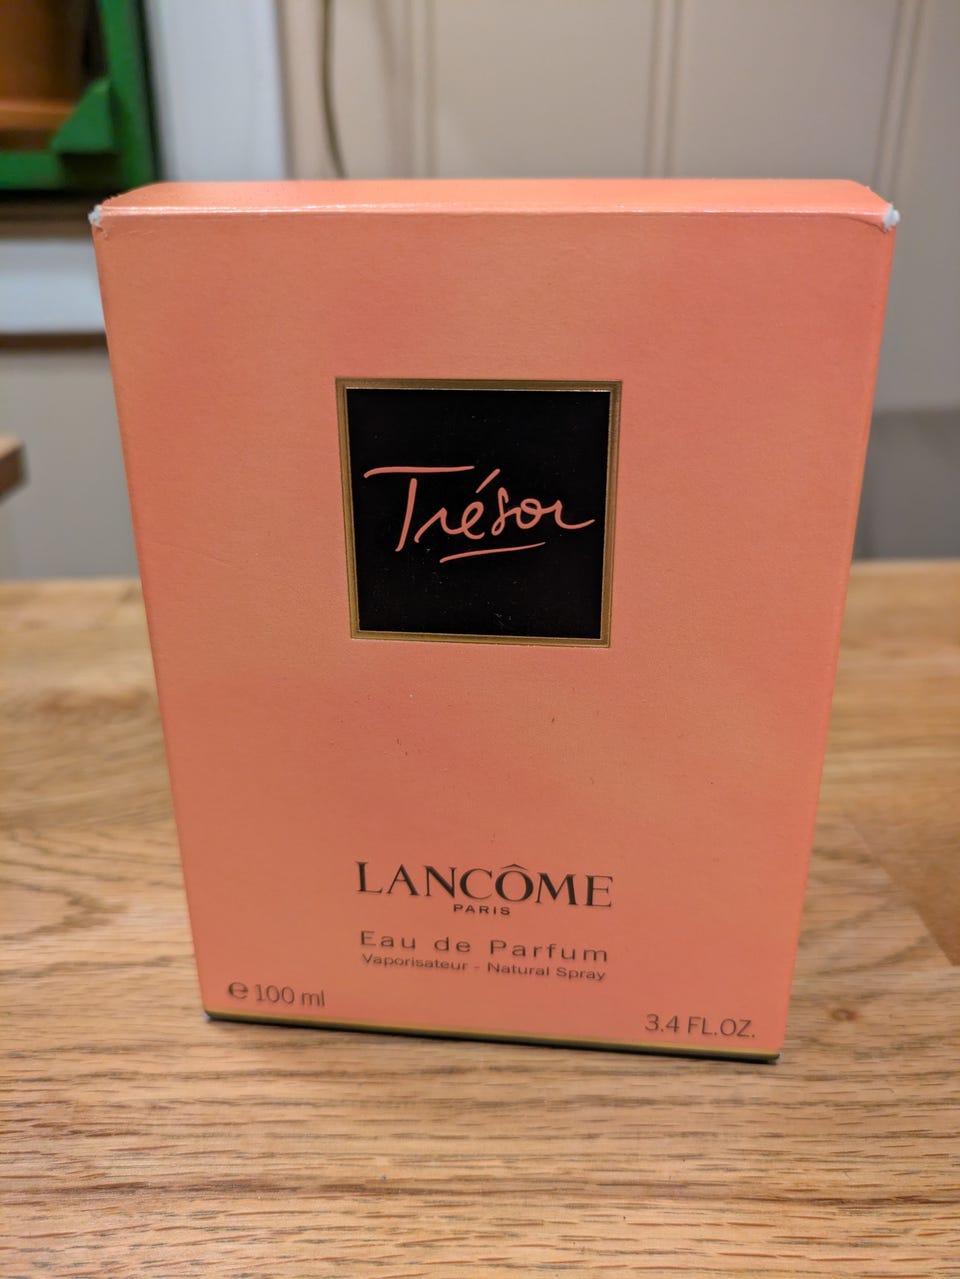 Trésor
LANCÔME
PARIS
Eau de Parfum
Vaporisateur - Natural Spray
℮ 100 ml
3.4 FL.OZ.